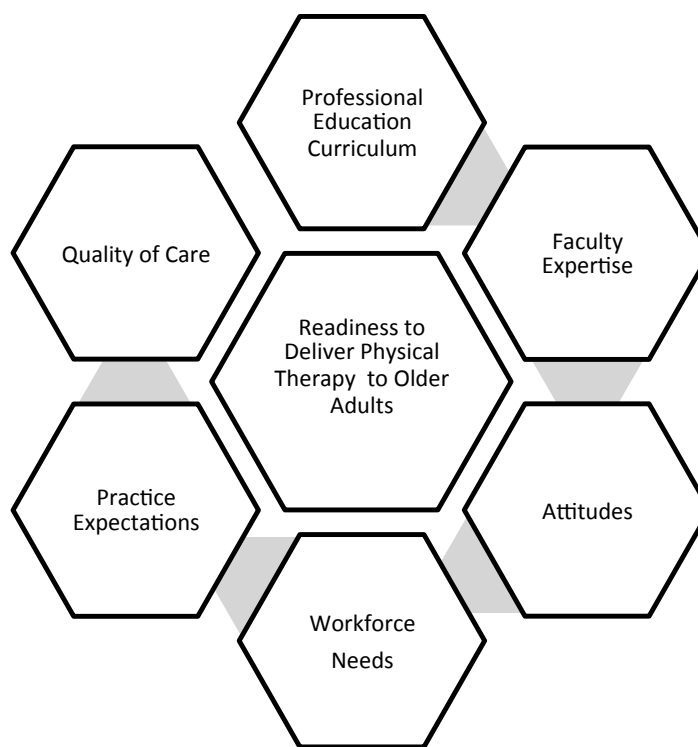 Professional
Education
Curriculum
Quality of Care
Faculty
Expertise
Readiness to
Deliver Physical
Therapy to Older
Adults
Practice
Expectations
Attitudes
Workforce
Needs